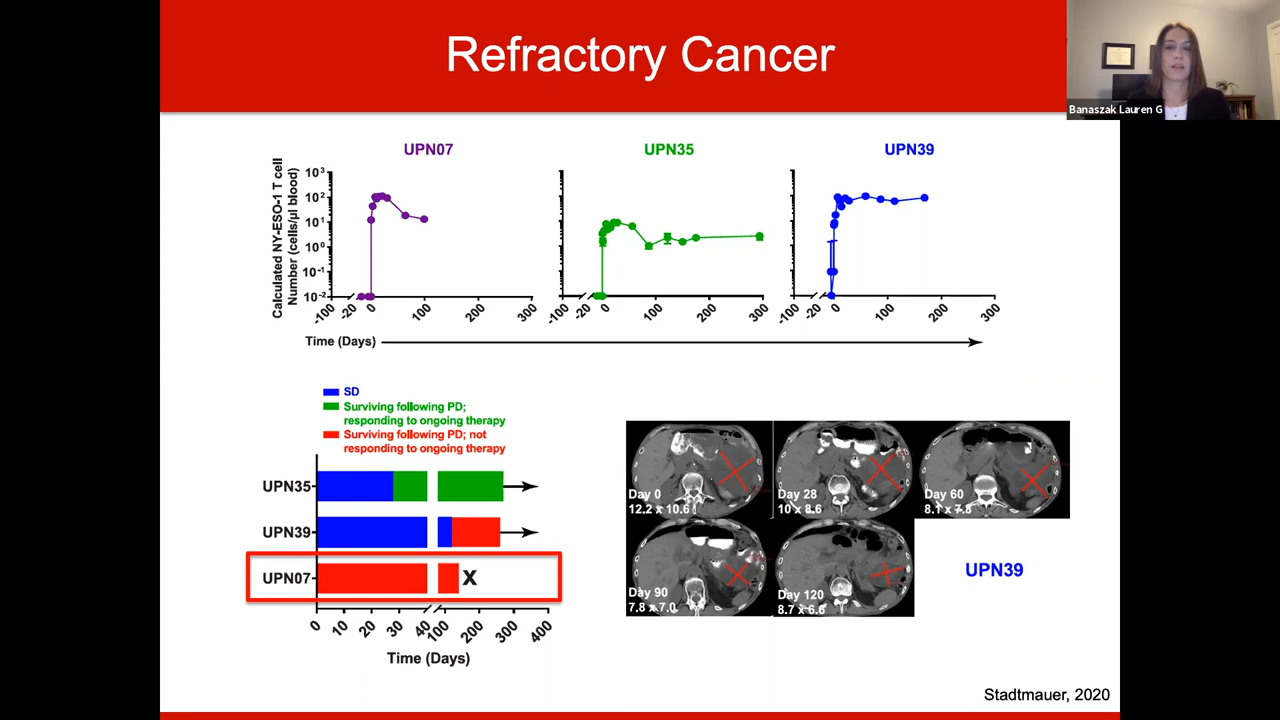 Refractory Cancer
Banaszak Lauren G
UPN07
UPN35
UPN39
Calculated NY-ESO-1 T cell
Number (cells/µl blood)
10³
10²
10¹
10⁰
10⁻¹
10⁻²
-100 -20 0 100 200 300
-100 -20 0 100 200 300
-100 -20 0 100 200 300
Time (Days)
SD
Surviving following PD;
responding to ongoing therapy
Surviving following PD; not
responding to ongoing therapy
UPN35
UPN39
UPN07
X
0 10 20 30 40 100 200 300 400
Time (Days)
Day 0
12.2 x 10.6
Day 28
10 x 8.6
Day 60
8.1 x 7.8
Day 90
7.8 x 7.0
Day 120
8.7 x 6.6
UPN39
Stadtmauer, 2020